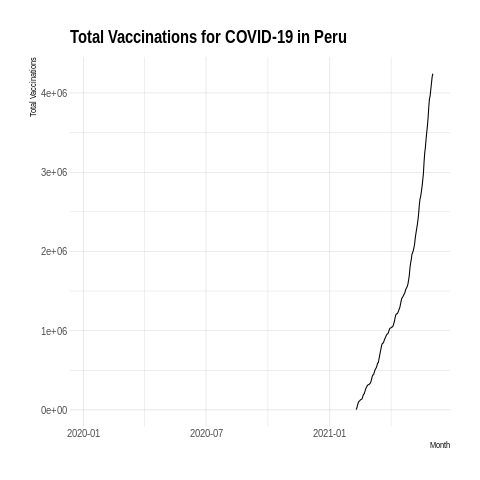 Total Vaccinations for COVID-19 in Peru
Total Vaccinations
4e+06
3e+06
2e+06
1e+06
0e+00
2020-01 2020-07 2021-01
Month